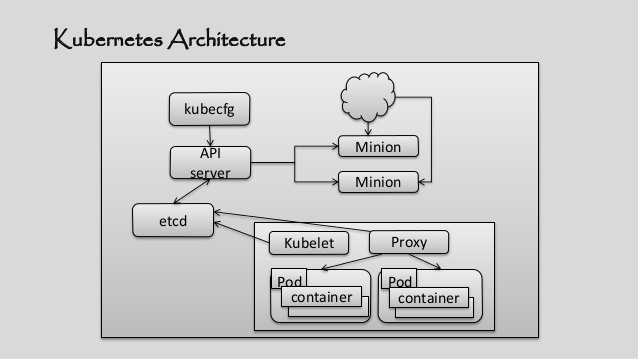 Kubernetes Architecture
kubecfg
API
server
Minion
Minion
etcd
Kubelet
Proxy
Pod
container
Pod
container